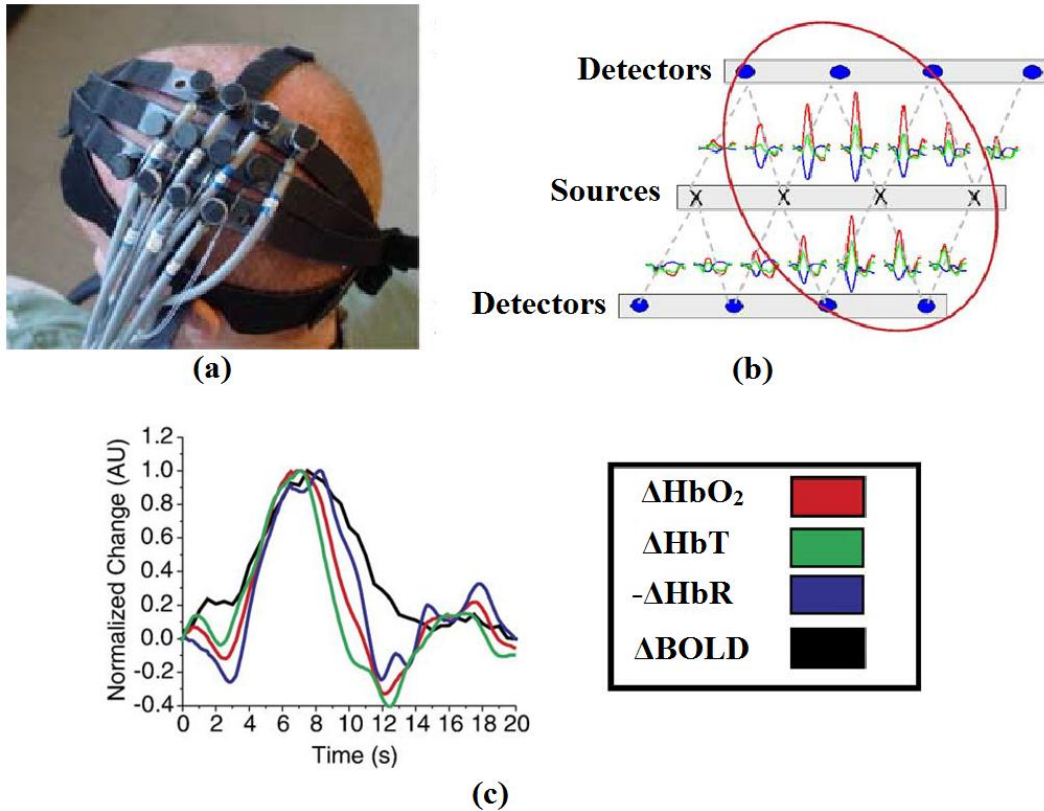 Detectors
Sources
X X X X
Detectors
(a)
(b)
Normalized Change (AU)
1.2
1.0
0.8
0.6
0.4
0.2
0.0
-0.2
-0.4
0 2 4 6 8 10 12 14 16 18 20
Time (s)
ΔHbO₂
ΔHbT
-ΔHbR
ΔBOLD
(c)